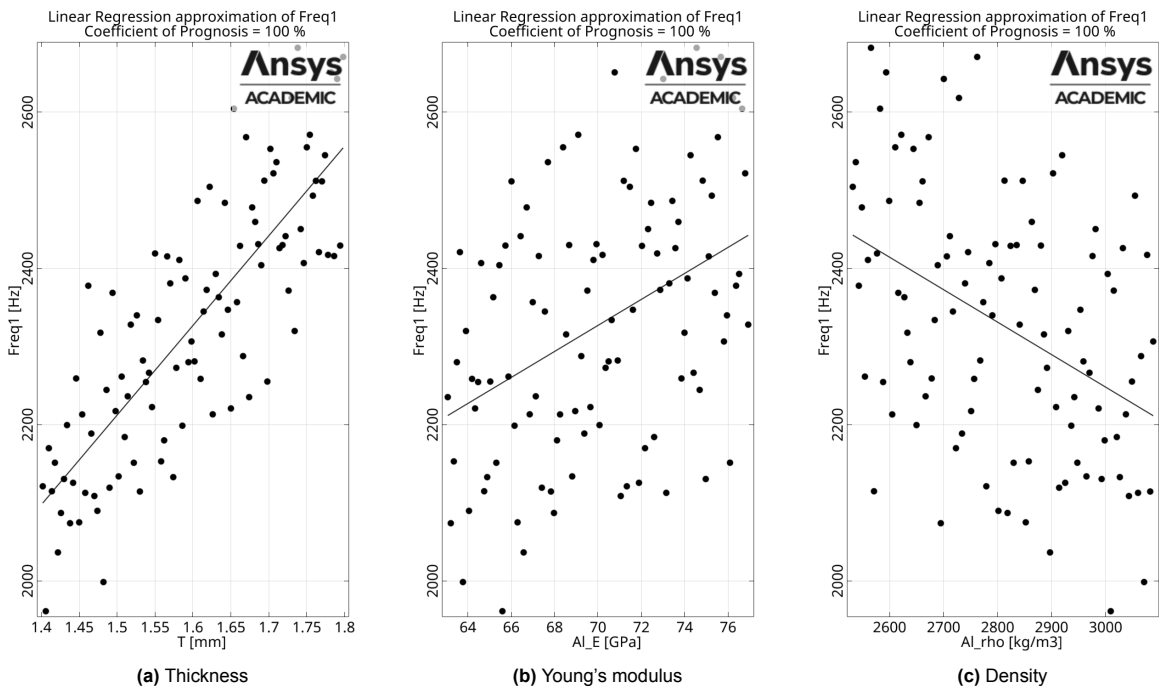 Linear Regression approximation of Freq1
Coefficient of Prognosis = 100 %
Ansys
ACADEMIC
Freq1 [Hz]
2600
2400
2200
2000
1.4 1.45 1.5 1.55 1.6 1.65 1.7 1.75 1.8
T [mm]
(a) Thickness
Linear Regression approximation of Freq1
Coefficient of Prognosis = 100 %
Ansys
ACADEMIC
Freq1 [Hz]
2600
2400
2200
2000
64 66 68 70 72 74 76
Al_E [GPa]
(b) Young's modulus
Linear Regression approximation of Freq1
Coefficient of Prognosis = 100 %
Ansys
ACADEMIC
Freq1 [Hz]
2600
2400
2200
2000
2600 2700 2800 2900 3000
Al_rho [kg/m3]
(c) Density